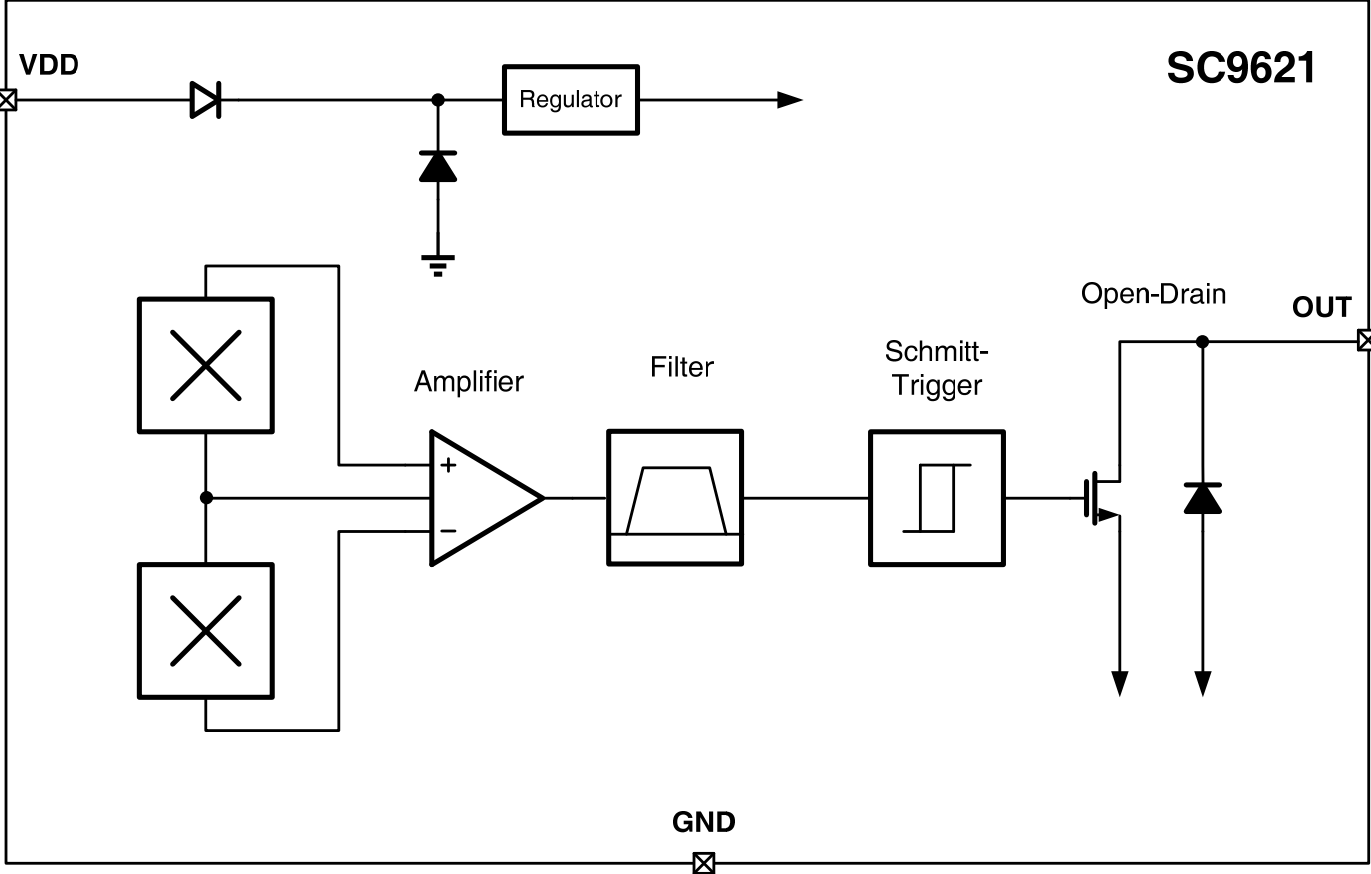 VDD
SC9621
Regulator
Open-Drain
OUT
Schmitt-
Trigger
Filter
Amplifier
+
−
GND